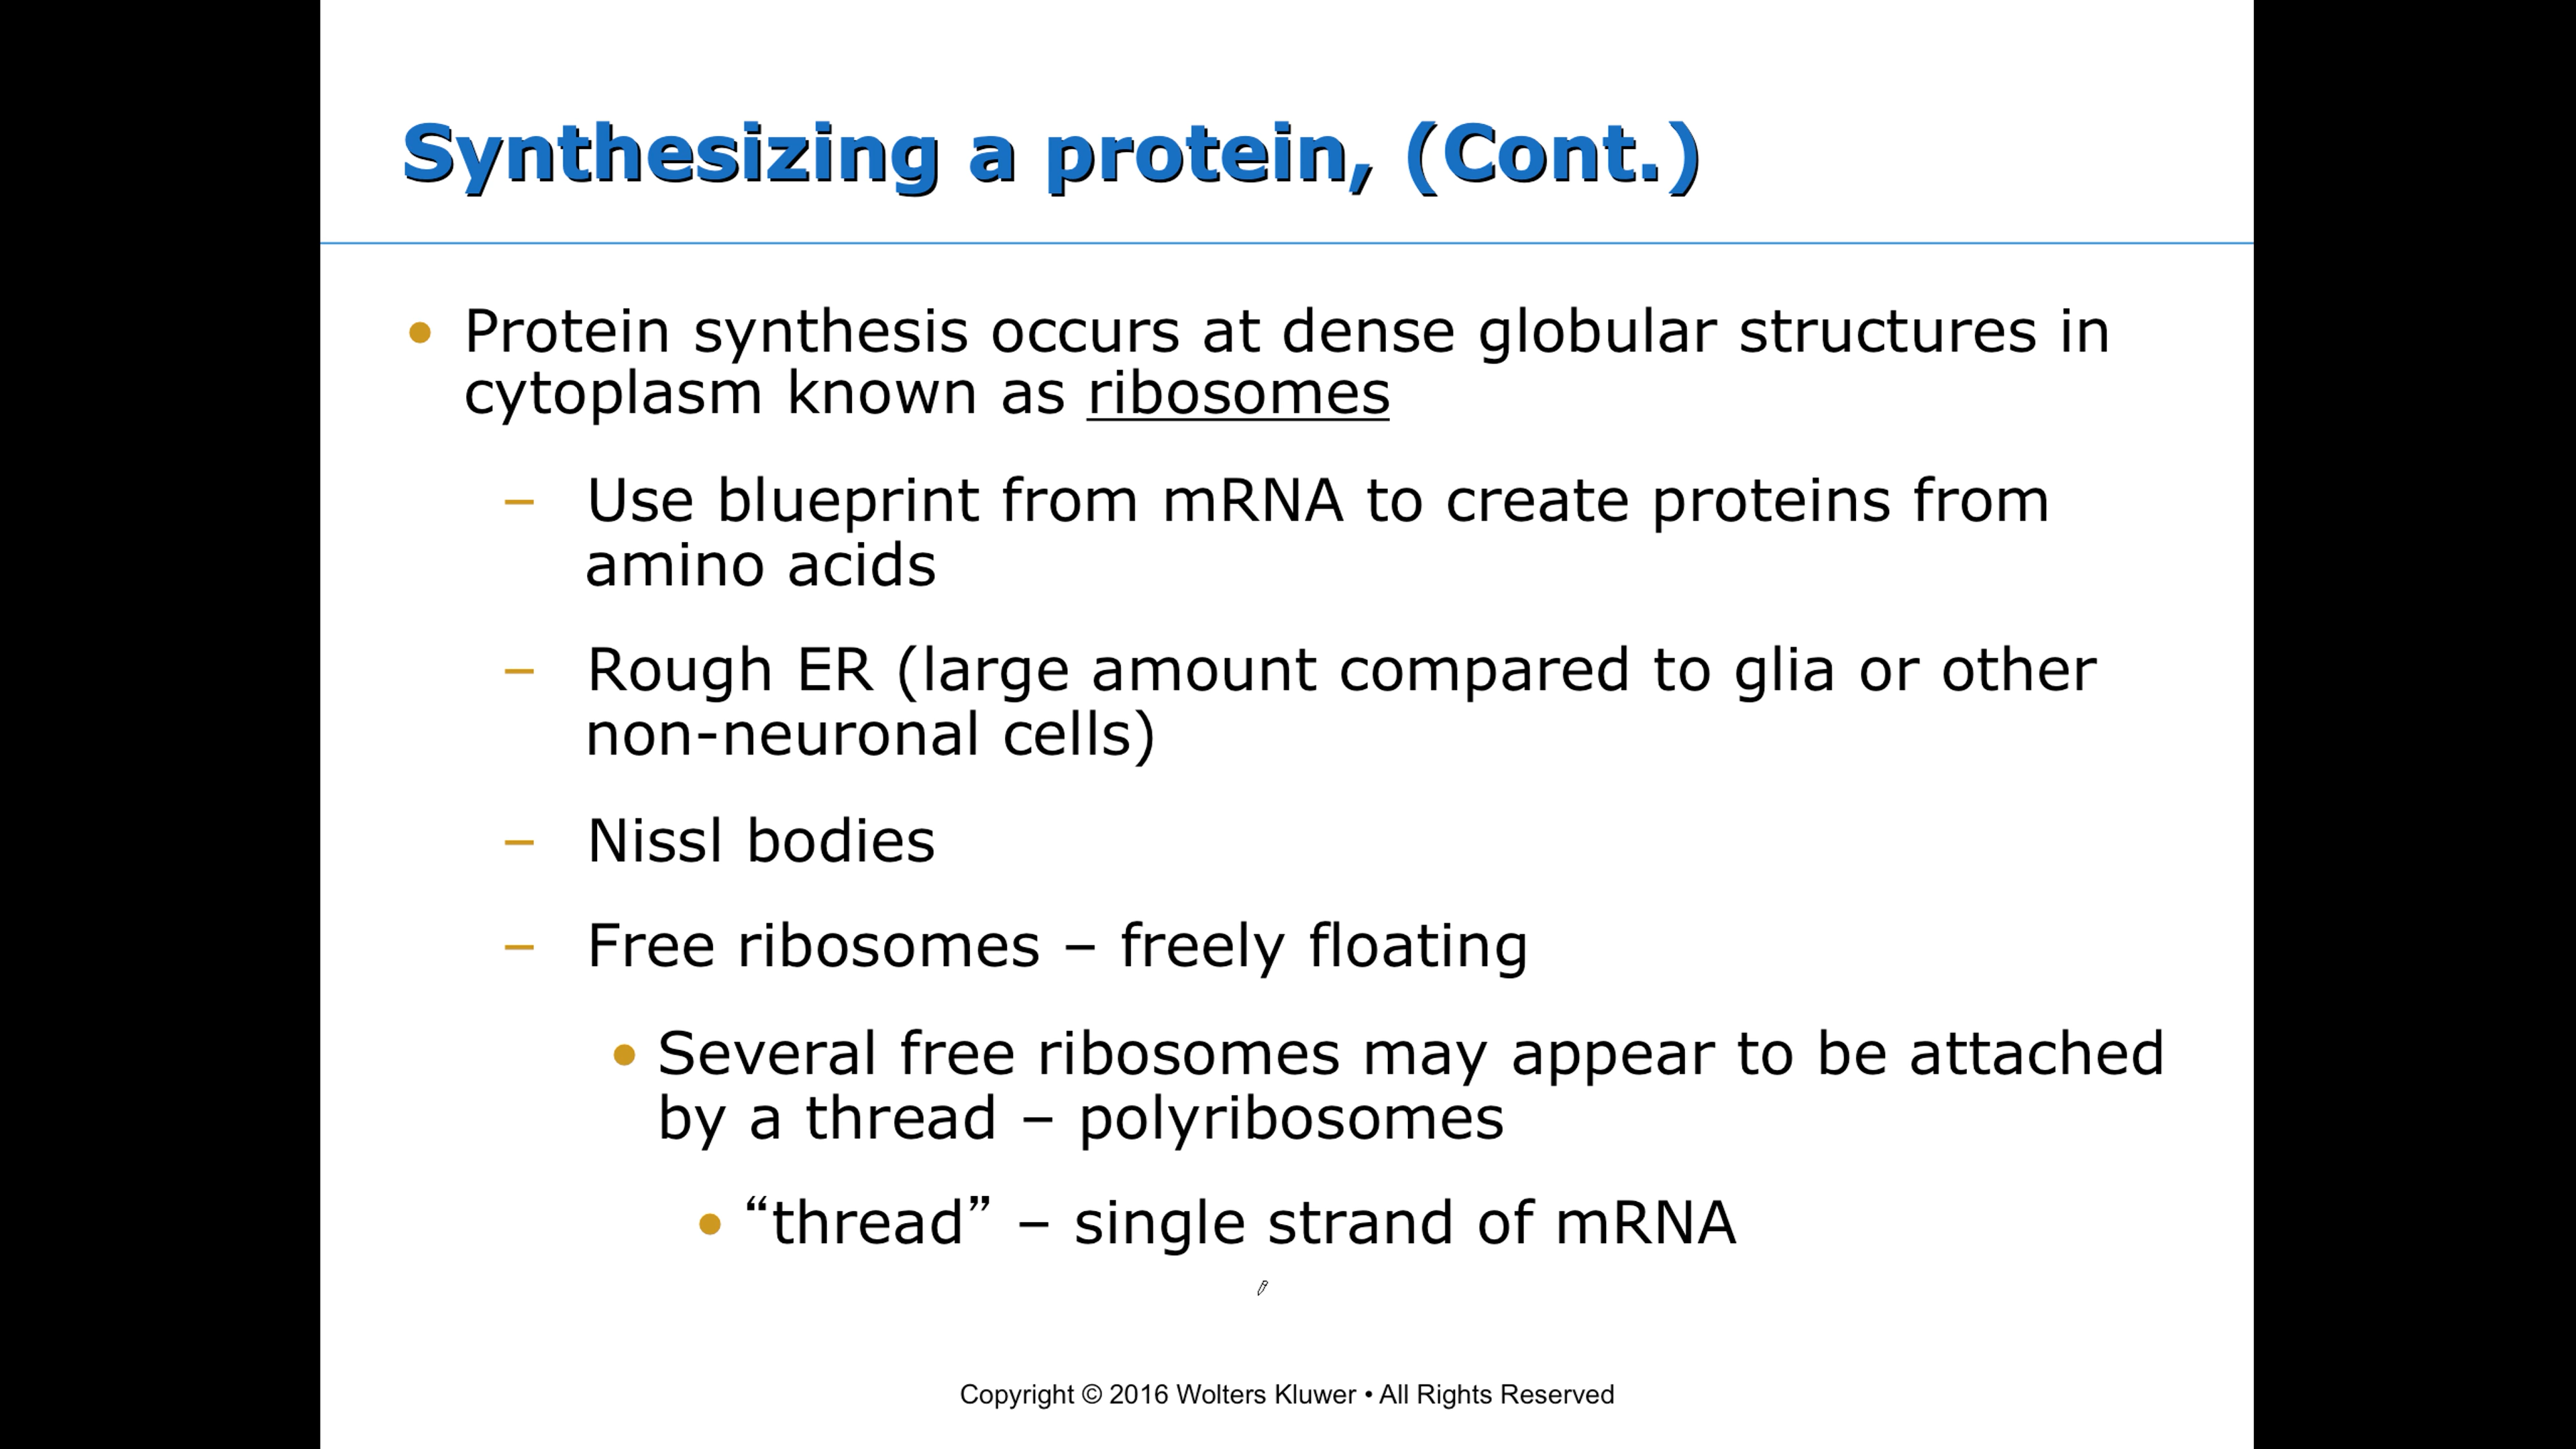 Synthesizing a protein, (Cont.)
• Protein synthesis occurs at dense globular structures in
cytoplasm known as ribosomes
– Use blueprint from mRNA to create proteins from
amino acids
– Rough ER (large amount compared to glia or other
non-neuronal cells)
– Nissl bodies
– Free ribosomes – freely floating
• Several free ribosomes may appear to be attached
by a thread – polyribosomes
• “thread” – single strand of mRNA
Copyright © 2016 Wolters Kluwer • All Rights Reserved